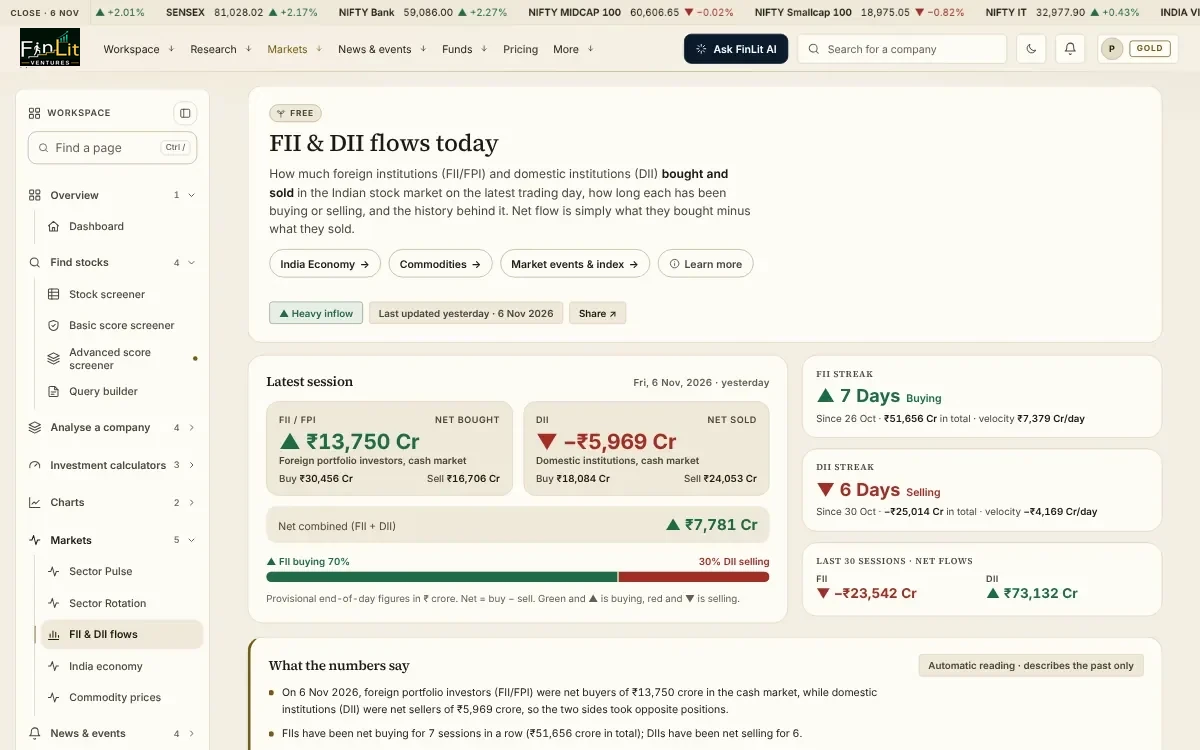 CLOSE · 6 NOV ▲ +2.01% SENSEX 81,028.02 ▲ +2.17% NIFTY Bank 59,086.00 ▲ +2.27% NIFTY MIDCAP 100 60,606.65 ▼ −0.02% NIFTY Smallcap 100 18,975.05 ▼ −0.82% NIFTY IT 32,977.90 ▲ +0.43% INDIA VI
FinLit
VENTURES
Workspace Research Markets News & events Funds Pricing More
Ask FinLit AI
Search for a company
P GOLD
WORKSPACE
Find a page Ctrl /
Overview 1
Dashboard
Find stocks 4
Stock screener
Basic score screener
Advanced score
screener
Query builder
Analyse a company 4
Investment calculators 3
Charts 2
Markets 5
Sector Pulse
Sector Rotation
FII & DII flows
India economy
Commodity prices
News & events 4
FREE
FII & DII flows today
How much foreign institutions (FII/FPI) and domestic institutions (DII) bought and
sold in the Indian stock market on the latest trading day, how long each has been
buying or selling, and the history behind it. Net flow is simply what they bought minus
what they sold.
India Economy → Commodities → Market events & index → Learn more
▲ Heavy inflow Last updated yesterday · 6 Nov 2026 Share ↗
Latest session Fri, 6 Nov, 2026 · yesterday
FII / FPI NET BOUGHT
▲ ₹13,750 Cr
Foreign portfolio investors, cash market
Buy ₹30,456 Cr Sell ₹16,706 Cr
DII NET SOLD
▼ −₹5,969 Cr
Domestic institutions, cash market
Buy ₹18,084 Cr Sell ₹24,053 Cr
Net combined (FII + DII) ▲ ₹7,781 Cr
▲ FII buying 70% 30% DII selling
Provisional end-of-day figures in ₹ crore. Net = buy − sell. Green and ▲ is buying, red and ▼ is selling.
FII STREAK
▲ 7 Days Buying
Since 26 Oct · ₹51,656 Cr in total · velocity ₹7,379 Cr/day
DII STREAK
▼ 6 Days Selling
Since 30 Oct · −₹25,014 Cr in total · velocity −₹4,169 Cr/day
LAST 30 SESSIONS · NET FLOWS
FII DII
▼ −₹23,542 Cr ▲ ₹73,132 Cr
What the numbers say Automatic reading · describes the past only
On 6 Nov 2026, foreign portfolio investors (FII/FPI) were net buyers of ₹13,750 crore in the cash market, while domestic
institutions (DII) were net sellers of ₹5,969 crore, so the two sides took opposite positions.
FIIs have been net buying for 7 sessions in a row (₹51,656 crore in total); DIIs have been net selling for 6.